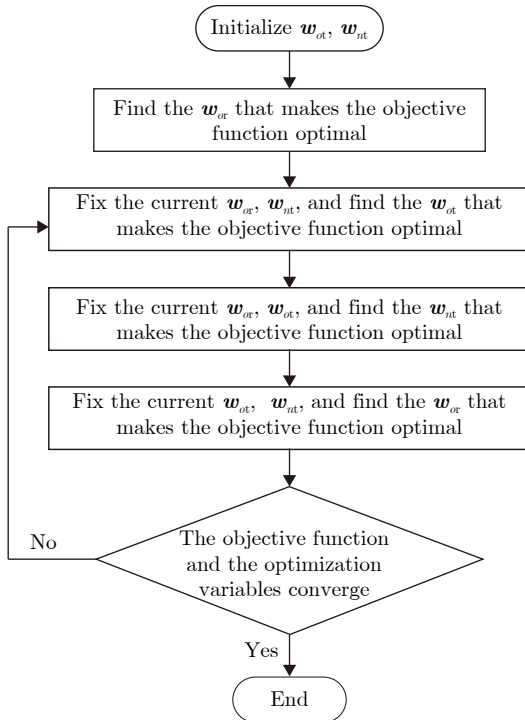 Initialize w_ot, w_nt
Find the w_or that makes the objective
function optimal
Fix the current w_or, w_nt, and find the w_ot that
makes the objective function optimal
Fix the current w_or, w_ot, and find the w_nt that
makes the objective function optimal
Fix the current w_ot, w_nt, and find the w_or that
makes the objective function optimal
The objective function
and the optimization
variables converge
No
Yes
End